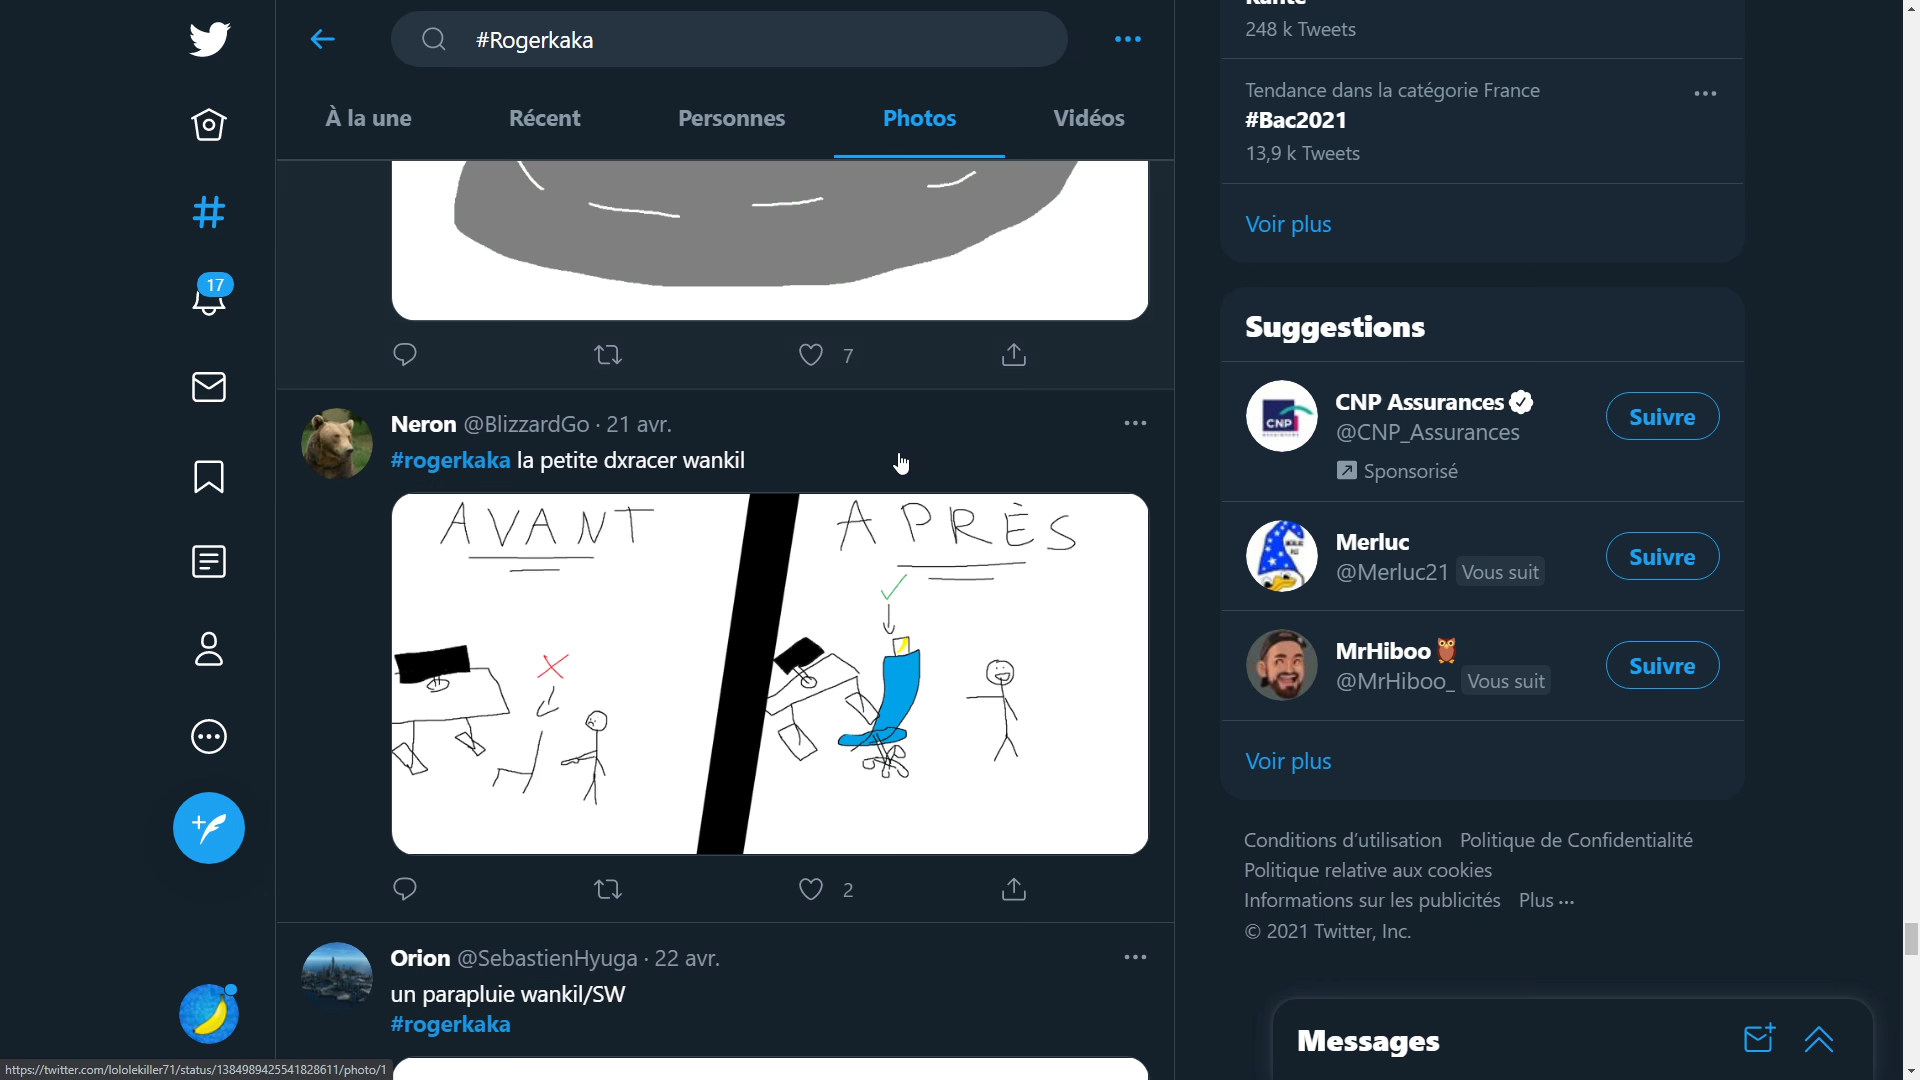 #Rogerkaka
À la une
Récent
Personnes
Photos
Vidéos
17
7
Neron @BlizzardGo · 21 avr.
#rogerkaka la petite dxracer wankil
AVANT
APRÈS
2
Orion @SebastienHyuga · 22 avr.
un parapluie wankil/SW
#rogerkaka
248 k Tweets
Tendance dans la catégorie France
#Bac2021
13,9 k Tweets
Voir plus
Suggestions
CNP
CNP Assurances
@CNP_Assurances
Sponsorisé
Suivre
Merluc
@Merluc21 Vous suit
Suivre
MrHiboo
@MrHiboo_ Vous suit
Suivre
Voir plus
Conditions d'utilisation Politique de Confidentialité
Politique relative aux cookies
Informations sur les publicités Plus ···
© 2021 Twitter, Inc.
Messages
https://twitter.com/lololekiller71/status/1384989425541828611/photo/1